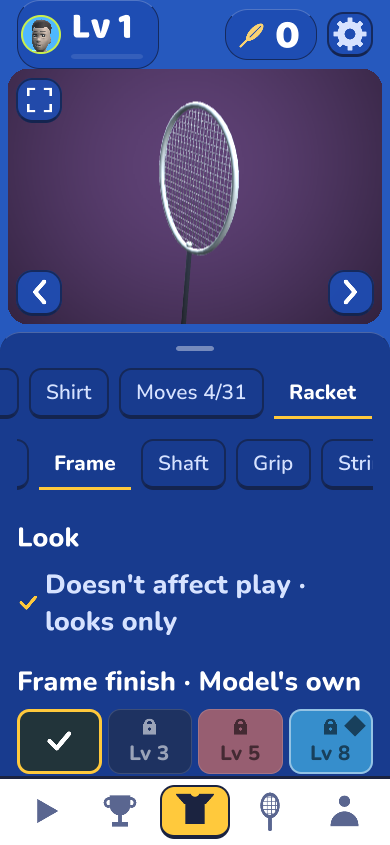 Lv 1
0
Shirt
Moves 4/31
Racket
Frame
Shaft
Grip
Stri
Look
Doesn't affect play ·
looks only
Frame finish · Model's own
Lv 3
Lv 5
Lv 8